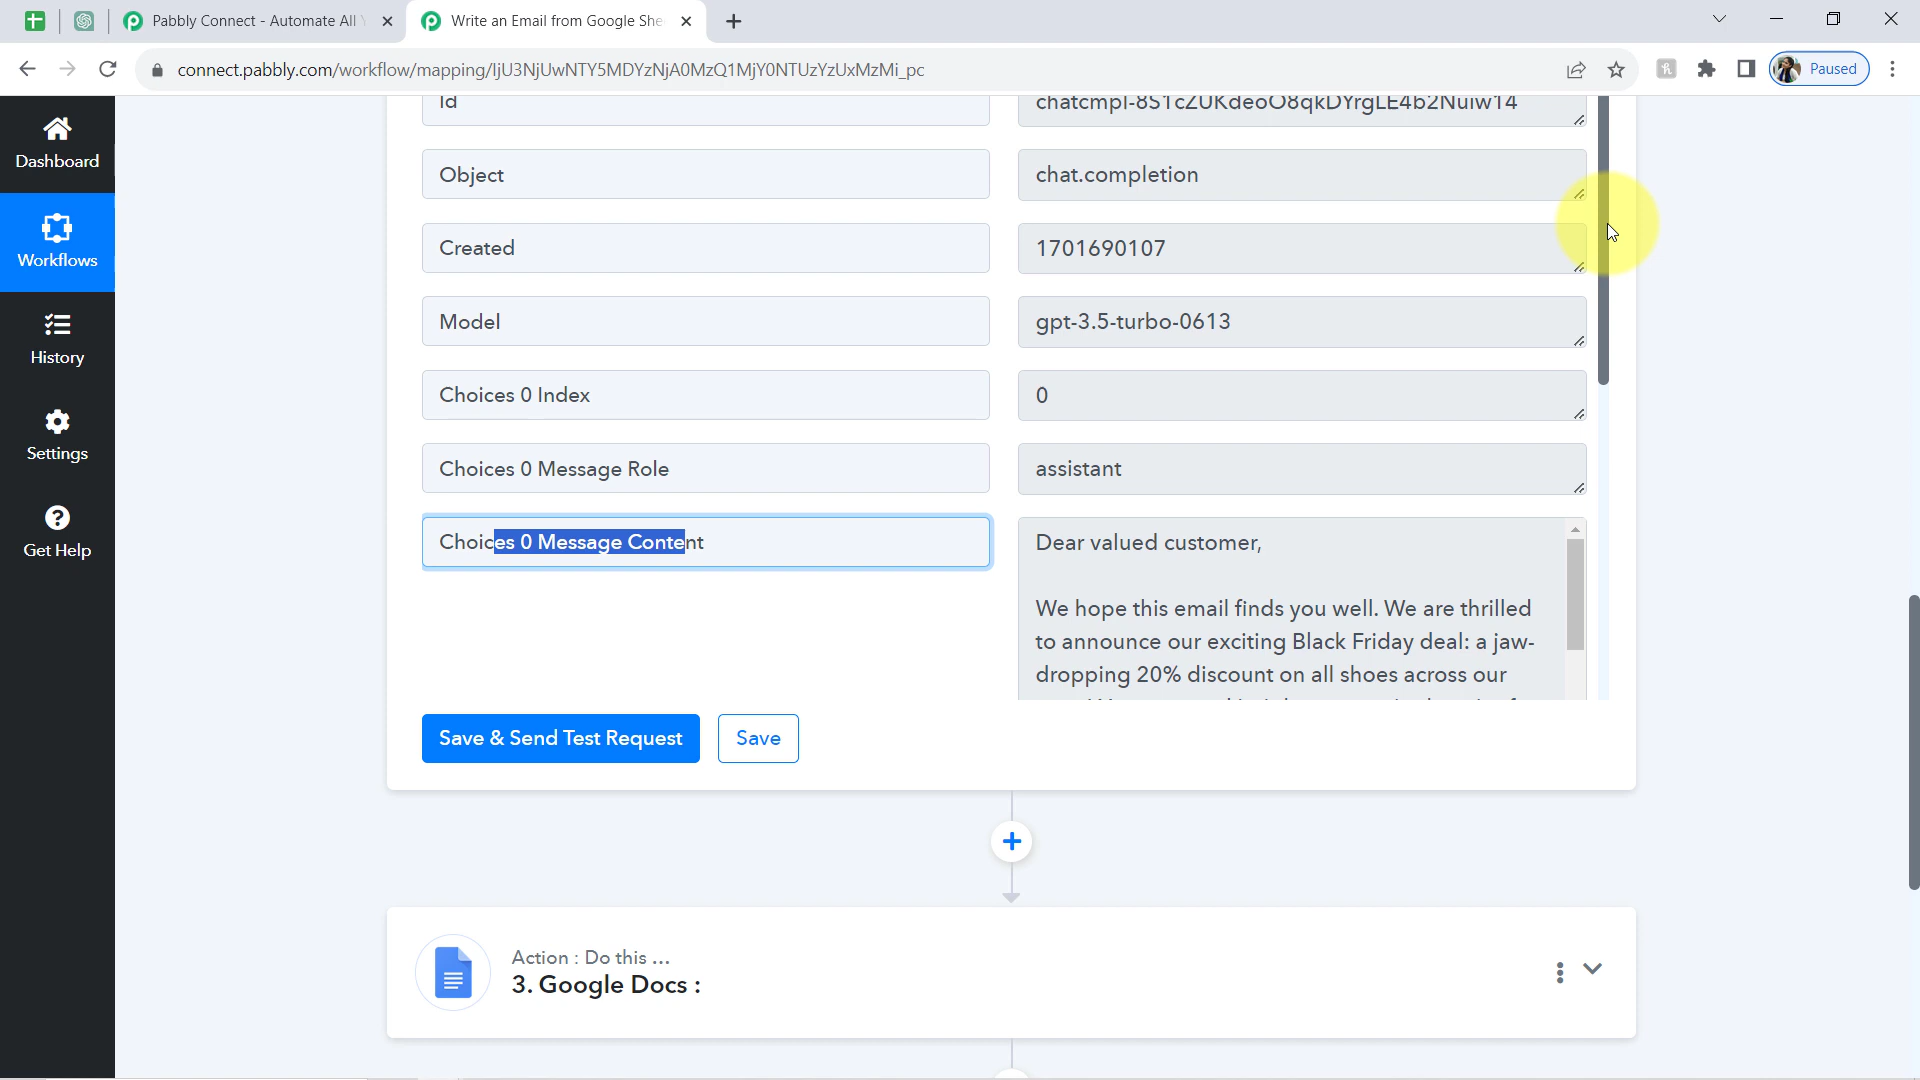 Pabbly Connect - Automate All
Write an Email from Google She
connect.pabbly.com/workflow/mapping/IjU3NjUwNTY5MDYzNjA0MzQ1MjY0NTUzYzUxMzMi_pc
Paused
Dashboard
Workflows
History
Settings
Get Help
Id
chatcmpl-8S1cZUKdeoO8qkDYrgLE4b2Nuiw14
Object
chat.completion
Created
1701690107
Model
gpt-3.5-turbo-0613
Choices 0 Index
0
Choices 0 Message Role
assistant
Choices 0 Message Content
Dear valued customer,
We hope this email finds you well. We are thrilled
to announce our exciting Black Friday deal: a jaw-
dropping 20% discount on all shoes across our
Save & Send Test Request
Save
Action : Do this ...
3. Google Docs :